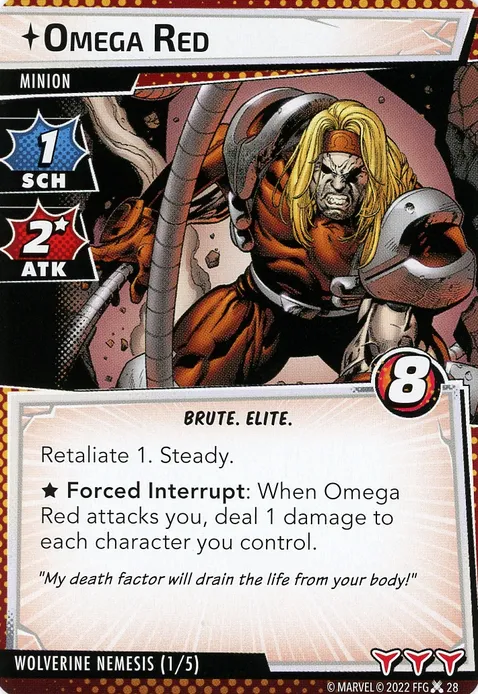 Omega Red
MINION
1
SCH
2
ATK
8
BRUTE. ELITE.
Retaliate 1. Steady.
★ Forced Interrupt: When Omega
Red attacks you, deal 1 damage to
each character you control.
"My death factor will drain the life from your body!"
WOLVERINE NEMESIS (1/5)
© MARVEL © 2022 FFG 28